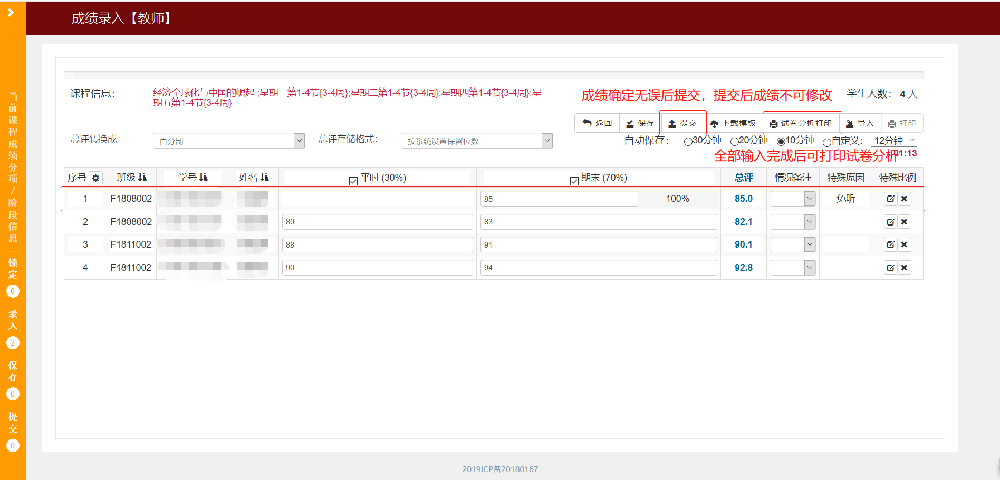 成绩录入【教师】
当前课程成绩分项/阶段信息
锁定
0
录入
2
保存
0
提交
0
0%
课程信息：
经济全球化与中国的崛起 ;星期一第1-4节{3-4周};星期二第1-4节{3-4周};星期四第1-4节{3-4周};星
期五第1-4节{3-4周}
成绩确定无误后提交，提交后成绩不可修改
学生人数： 4 人
返回 保存 提交 下载模板 试卷分析打印 导入 打印
总评转换成： 百分制 总评存储格式： 按系统设置保留位数
自动保存： 30分钟 20分钟 10分钟 自定义： 12分钟
全部输入完成后可打印试卷分析 01:13
序号 班级 学号 姓名 平时 (30%) 期末 (70%) 总评 情况备注 特殊原因 特殊比例
1 F1808002 85 100% 85.0 免听
2 F1808002 80 83 82.1
3 F1811002 88 91 90.1
4 F1811002 90 94 92.8
2019ICP备20180167